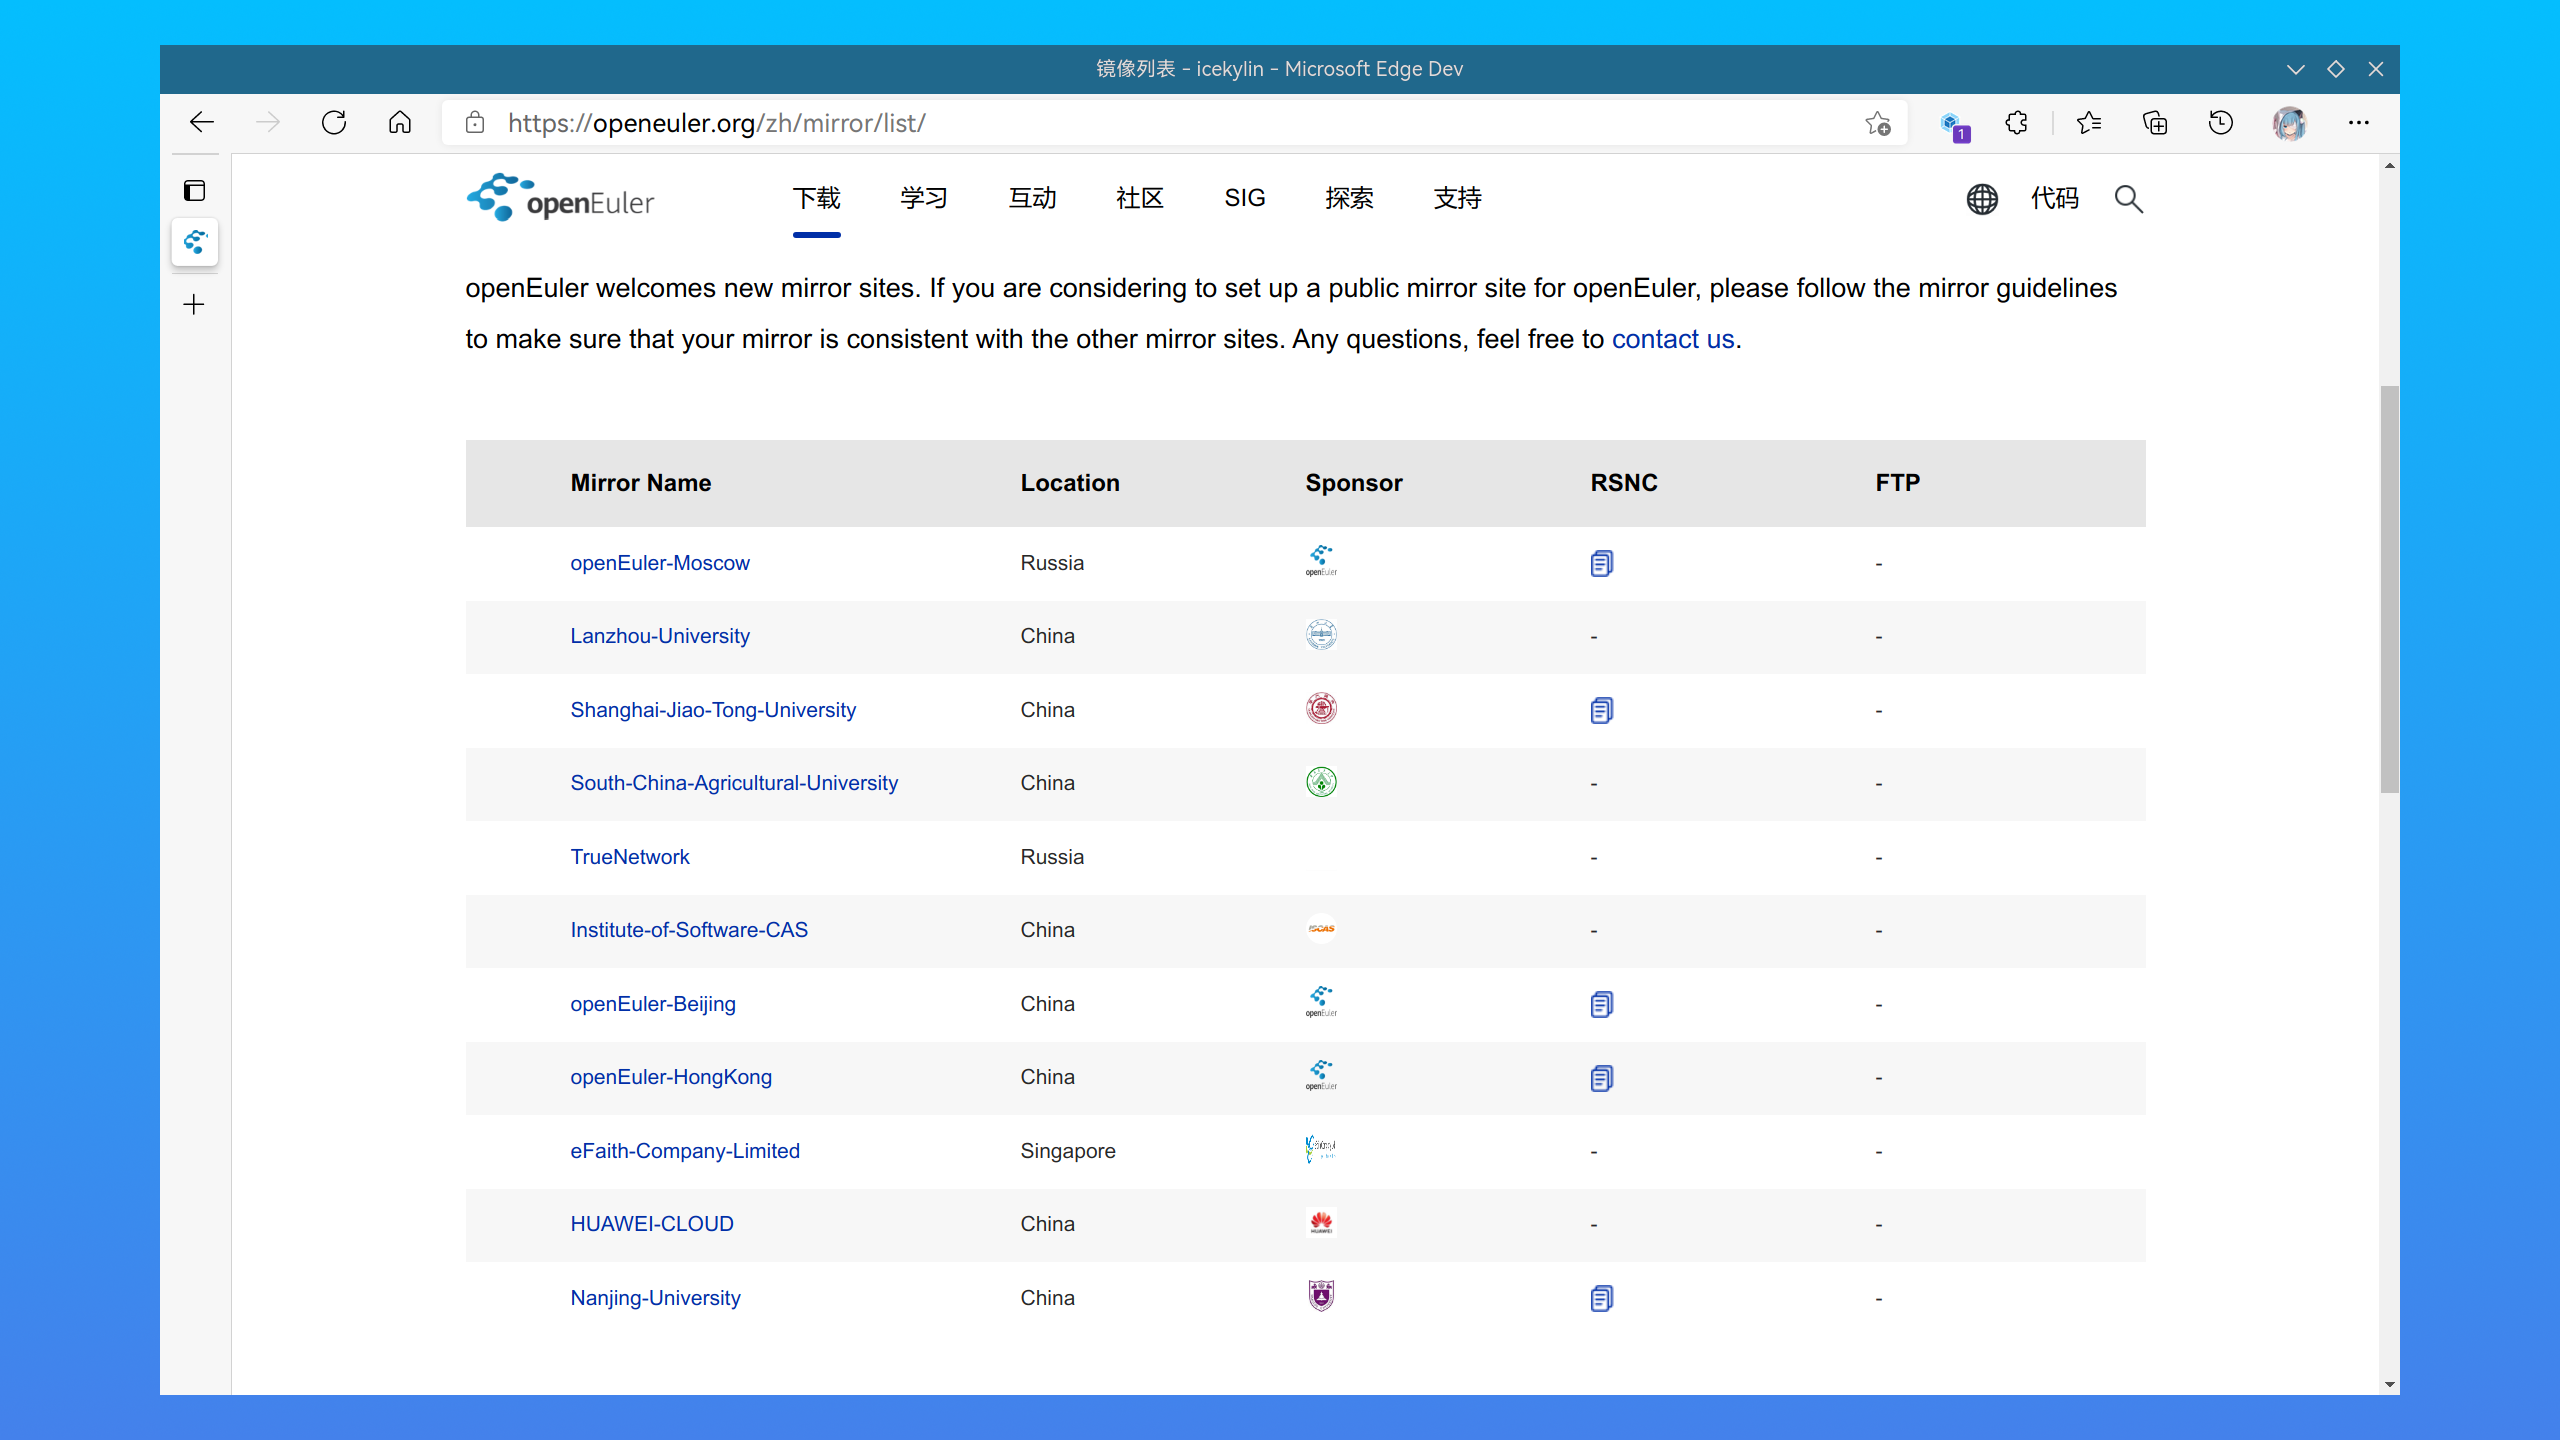 镜像列表 - icekylin - Microsoft Edge Dev
https://openeuler.org/zh/mirror/list/
1
openEuler 下载 学习 互动 社区 SIG 探索 支持 代码
openEuler welcomes new mirror sites. If you are considering to set up a public mirror site for openEuler, please follow the mirror guidelines
to make sure that your mirror is consistent with the other mirror sites. Any questions, feel free to contact us.
Mirror Name Location Sponsor RSNC FTP
openEuler-Moscow Russia openEuler -
Lanzhou-University China - -
Shanghai-Jiao-Tong-University China -
South-China-Agricultural-University China - -
TrueNetwork Russia - -
Institute-of-Software-CAS China ISCAS - -
openEuler-Beijing China openEuler -
openEuler-HongKong China openEuler -
eFaith-Company-Limited Singapore - -
HUAWEI-CLOUD China HUAWEI - -
Nanjing-University China -